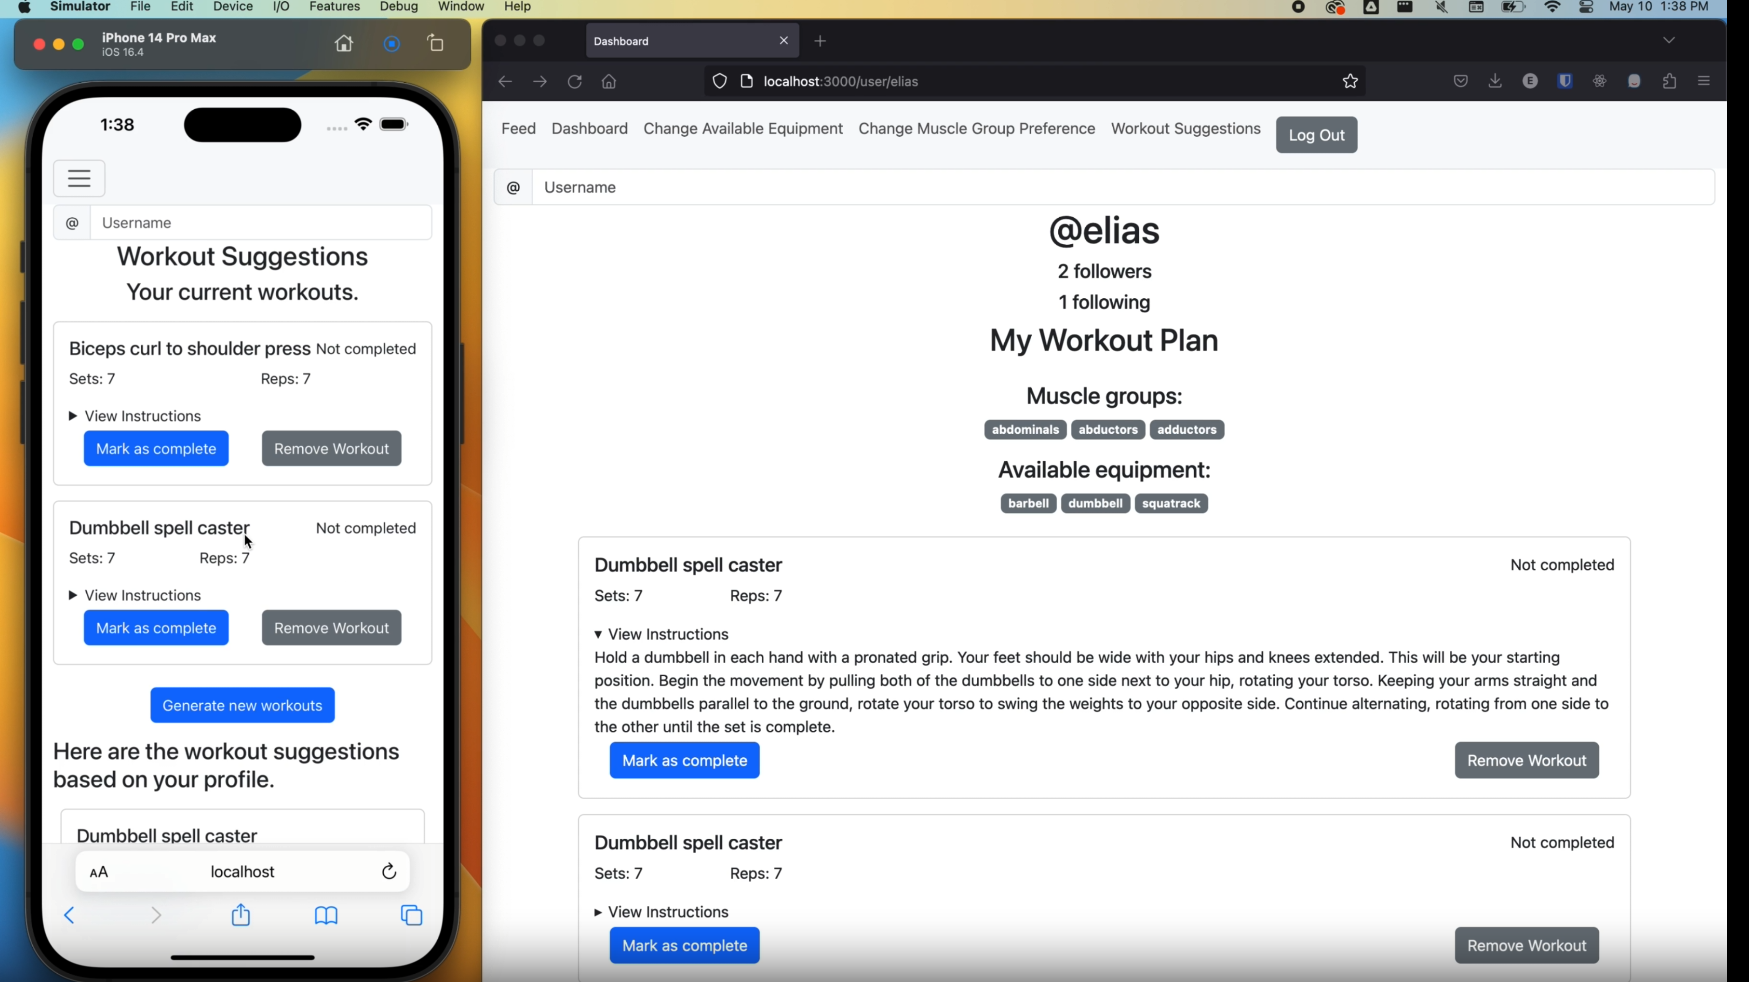 Simulator File Edit Device I/O Features Debug Window Help
May 10 1:38 PM
iPhone 14 Pro Max
iOS 16.4
1:38
@ Username
Workout Suggestions
Your current workouts.
Biceps curl to shoulder press Not completed
Sets: 7 Reps: 7
▶ View Instructions
Mark as complete Remove Workout
Dumbbell spell caster Not completed
Sets: 7 Reps: 7
▶ View Instructions
Mark as complete Remove Workout
Generate new workouts
Here are the workout suggestions
based on your profile.
Dumbbell spell caster
AA localhost
Dashboard
localhost:3000/user/elias
E
Feed Dashboard Change Available Equipment Change Muscle Group Preference Workout Suggestions Log Out
@ Username
@elias
2 followers
1 following
My Workout Plan
Muscle groups:
abdominals abductors adductors
Available equipment:
barbell dumbbell squatrack
Dumbbell spell caster Not completed
Sets: 7 Reps: 7
▼ View Instructions
Hold a dumbbell in each hand with a pronated grip. Your feet should be wide with your hips and knees extended. This will be your starting
position. Begin the movement by pulling both of the dumbbells to one side next to your hip, rotating your torso. Keeping your arms straight and
the dumbbells parallel to the ground, rotate your torso to swing the weights to your opposite side. Continue alternating, rotating from one side to
the other until the set is complete.
Mark as complete Remove Workout
Dumbbell spell caster Not completed
Sets: 7 Reps: 7
▶ View Instructions
Mark as complete Remove Workout